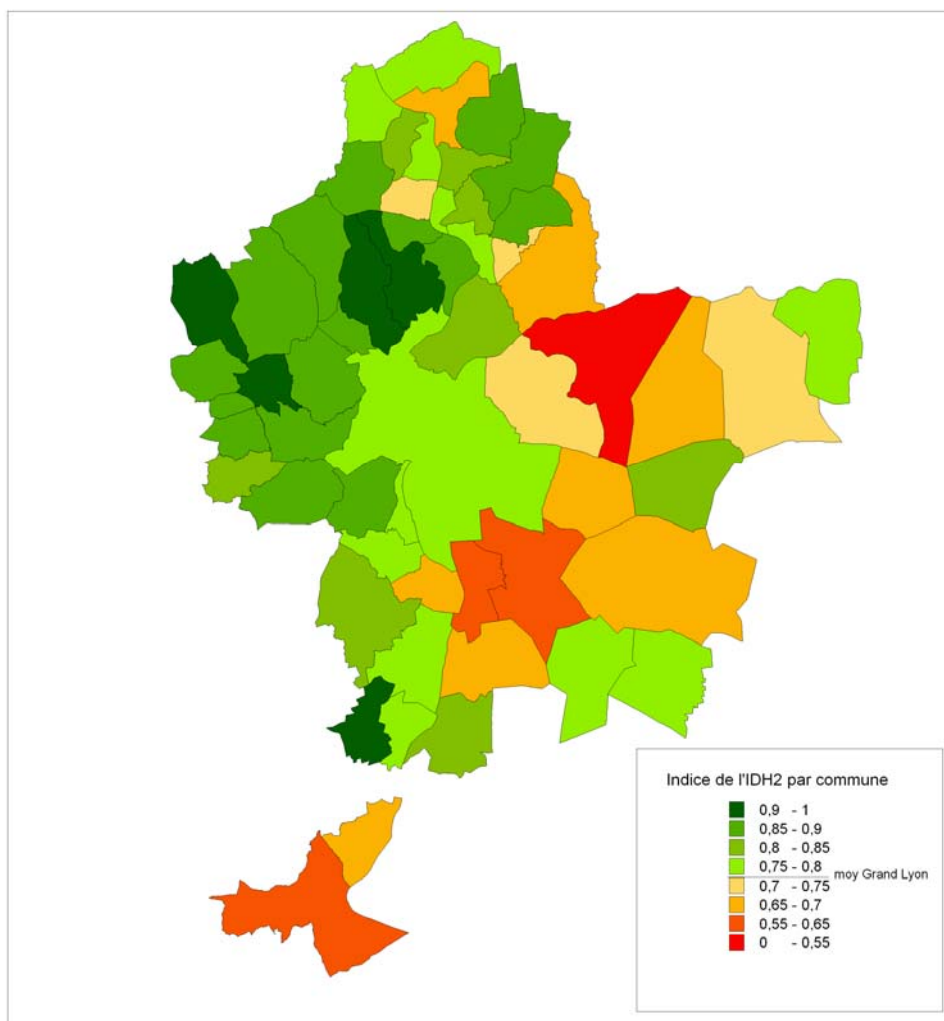 Indice de l'IDH2 par commune
0,9 - 1
0,85 - 0,9
0,8 - 0,85
0,75 - 0,8
moy Grand Lyon
0,7 - 0,75
0,65 - 0,7
0,55 - 0,65
0 - 0,55